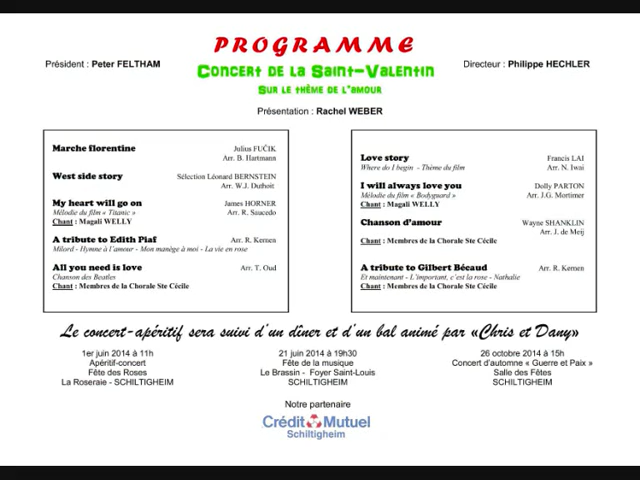 PROGRAMME
Président : Peter FELTHAM
Concert de la Saint-Valentin
Directeur : Philippe HECHLER
Sur le thème de l'amour
Présentation : Rachel WEBER
Marche florentine Julius FUČIK
Arr. B. Hartmann
West side story Sélection Léonard BERNSTEIN
Arr. W.J. Duthoit
My heart will go on James HORNER
Mélodie du film « Titanic » Arr. R. Saucedo
Chant : Magali WELLY
A tribute to Edith Piaf Arr. R. Kernen
Milord - Hymne à l'amour - Mon manège à moi - La vie en rose
All you need is love Arr. T. Oud
Chanson des Beatles
Chant : Membres de la Chorale Ste Cécile
Love story Francis LAI
Where do I begin - Thème du film Arr. N. Iwai
I will always love you Dolly PARTON
Mélodie du film « Bodyguard » Arr. J.G. Mortimer
Chant : Magali WELLY
Chanson d'amour Wayne SHANKLIN
Arr. J. de Meij
Chant : Membres de la Chorale Ste Cécile
A tribute to Gilbert Bécaud Arr. R. Kernen
Et maintenant - L'important, c'est la rose - Nathalie
Chant : Membres de la Chorale Ste Cécile
Le concert-apéritif sera suivi d'un dîner et d'un bal animé par «Chris et Dany»
1er juin 2014 à 11h
Apéritif-concert
Fête des Roses
La Roseraie - SCHILTIGHEIM
21 juin 2014 à 19h30
Fête de la musique
Le Brassin - Foyer Saint-Louis
SCHILTIGHEIM
26 octobre 2014 à 15h
Concert d'automne « Guerre et Paix »
Salle des Fêtes
SCHILTIGHEIM
Notre partenaire
Crédit Mutuel
Schiltigheim